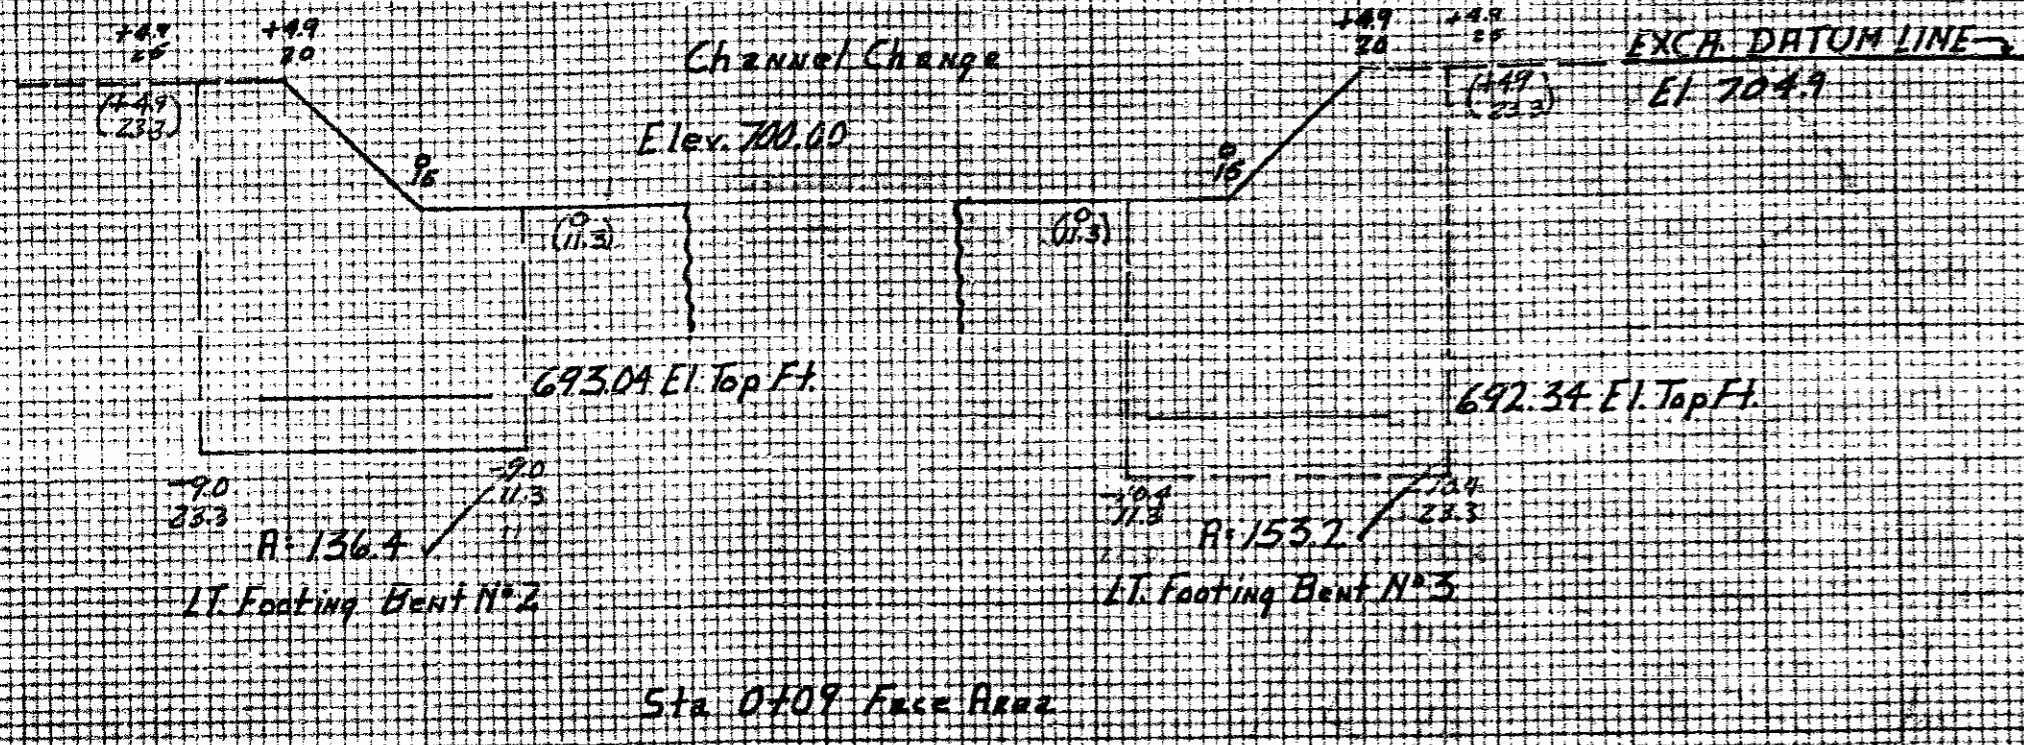 +4.9 +4.9
25 20
Channel Change
+4.9 +4.9
20 25
EXCA. DATUM LINE
El 704.9
(+4.9
23.3)
(+4.9
23.3)
Elev. 700.00
0
15
0
15
(0
11.3)
(0
11.3)
693.04 El. Top Ft.
692.34 El. Top Ft.
-9.0
23.3
-9.0
11.3
-10.4
11.3
-10.4
23.3
A= 136.4
A= 153.2
LT. Footing Bent Nº 2
LT. Footing Bent Nº 3
Sta 0+09 Face Area